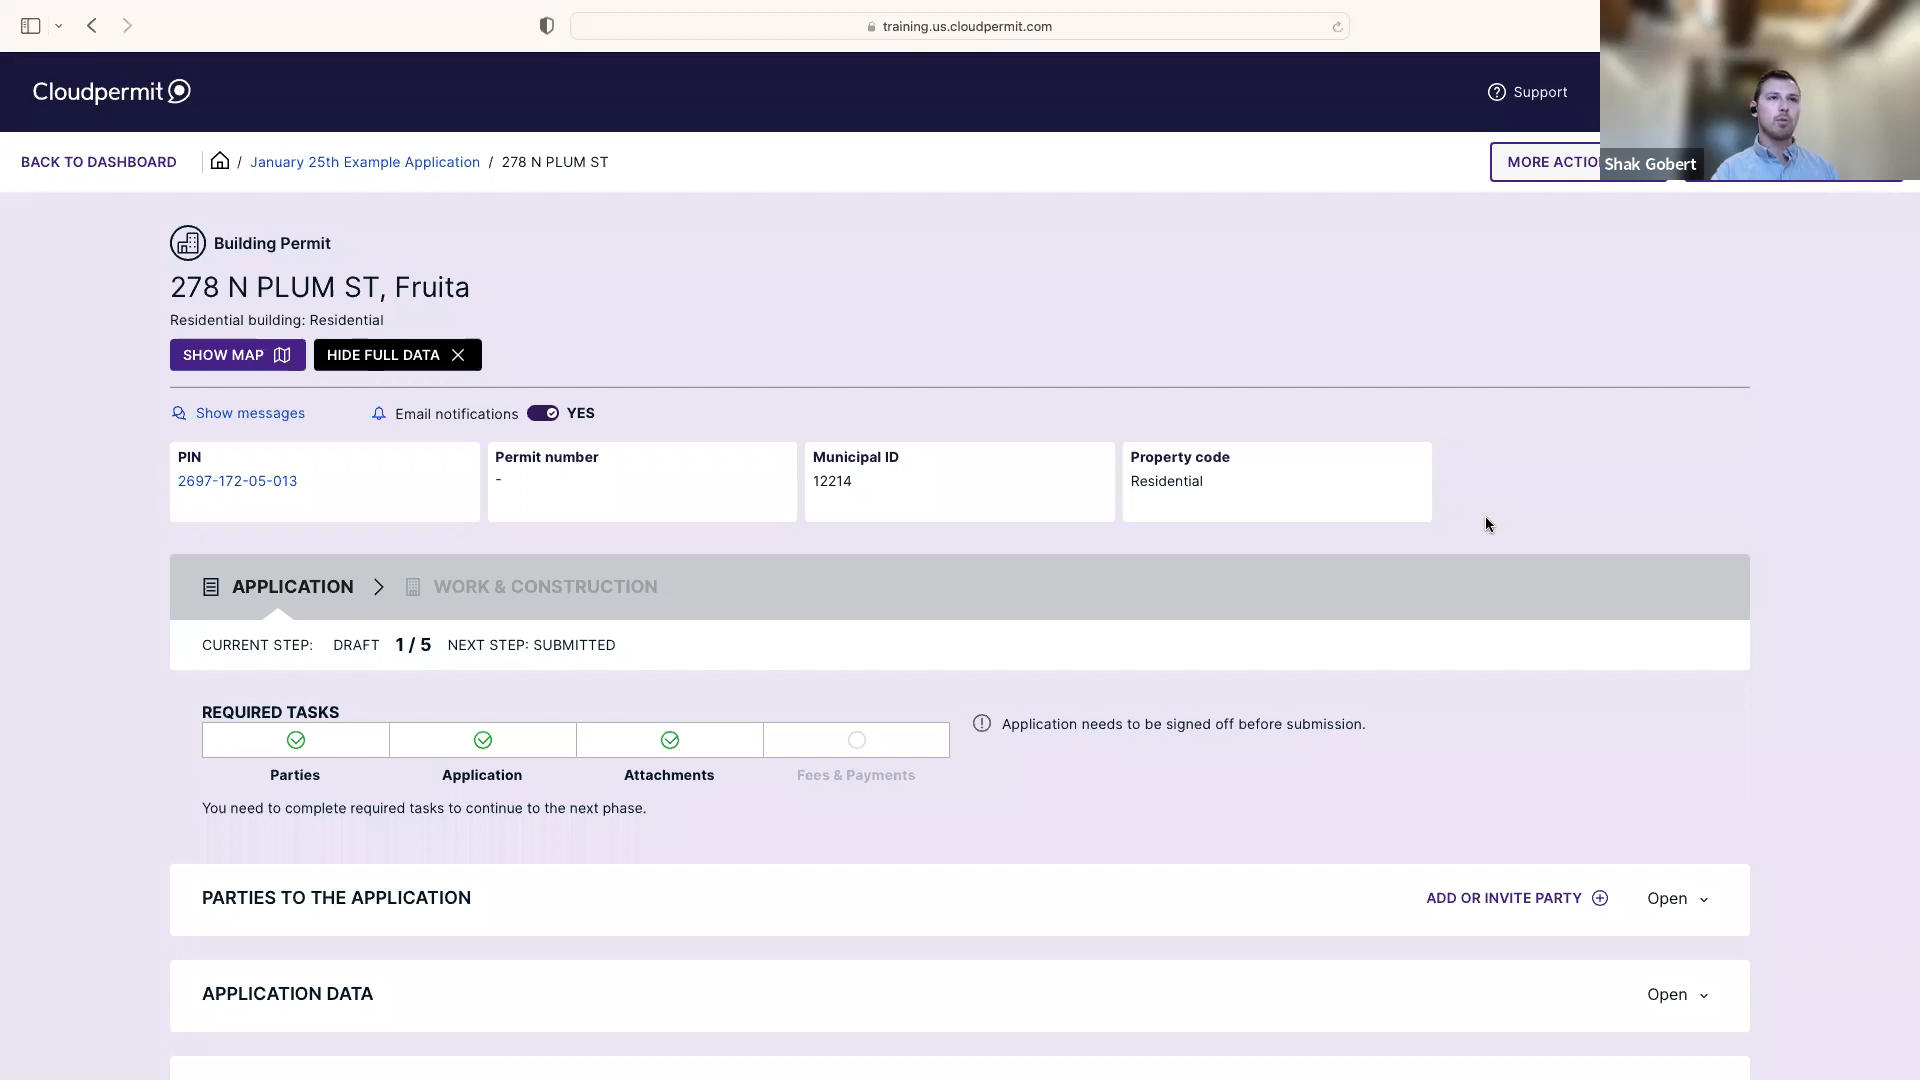 training.us.cloudpermit.com
Cloudpermit
Support
BACK TO DASHBOARD / January 25th Example Application / 278 N PLUM ST
MORE ACTIO
Shak Gobert
Building Permit
278 N PLUM ST, Fruita
Residential building: Residential
SHOW MAP
HIDE FULL DATA
Show messages
Email notifications YES
PIN
2697-172-05-013
Permit number
-
Municipal ID
12214
Property code
Residential
APPLICATION > WORK & CONSTRUCTION
CURRENT STEP: DRAFT 1 / 5 NEXT STEP: SUBMITTED
REQUIRED TASKS
Application needs to be signed off before submission.
Parties Application Attachments Fees & Payments
You need to complete required tasks to continue to the next phase.
PARTIES TO THE APPLICATION
ADD OR INVITE PARTY
Open
APPLICATION DATA
Open